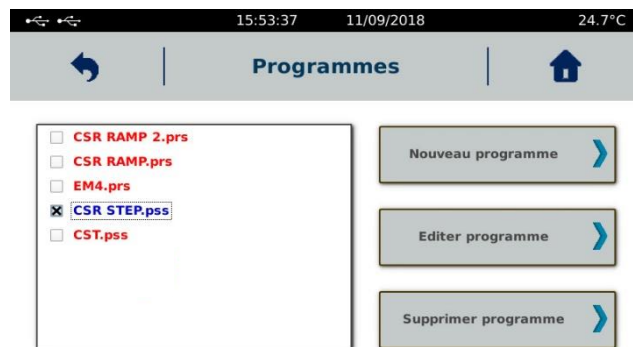 15:53:37 11/09/2018 24.7°C
Programmes
CSR RAMP 2.prs
CSR RAMP.prs
EM4.prs
CSR STEP.pss
CST.pss
Nouveau programme
Editer programme
Supprimer programme